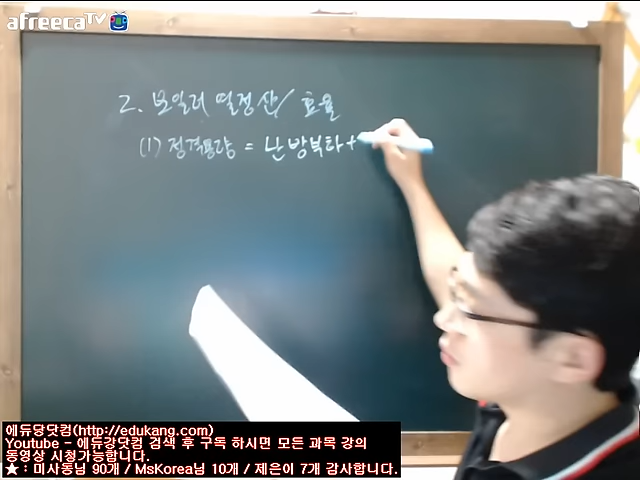 afreecaTV
2. 보일러 열정산/효율
(1) 정격용량 = 난방부하+
에듀강닷컴(http://edukang.com)
Youtube - 에듀강닷컴 검색 후 구독 하시면 모든 과목 강의
동영상 시청가능합니다.
★ : 미사동님 90개 / MsKorea님 10개 / 제은이 7개 감사합니다.